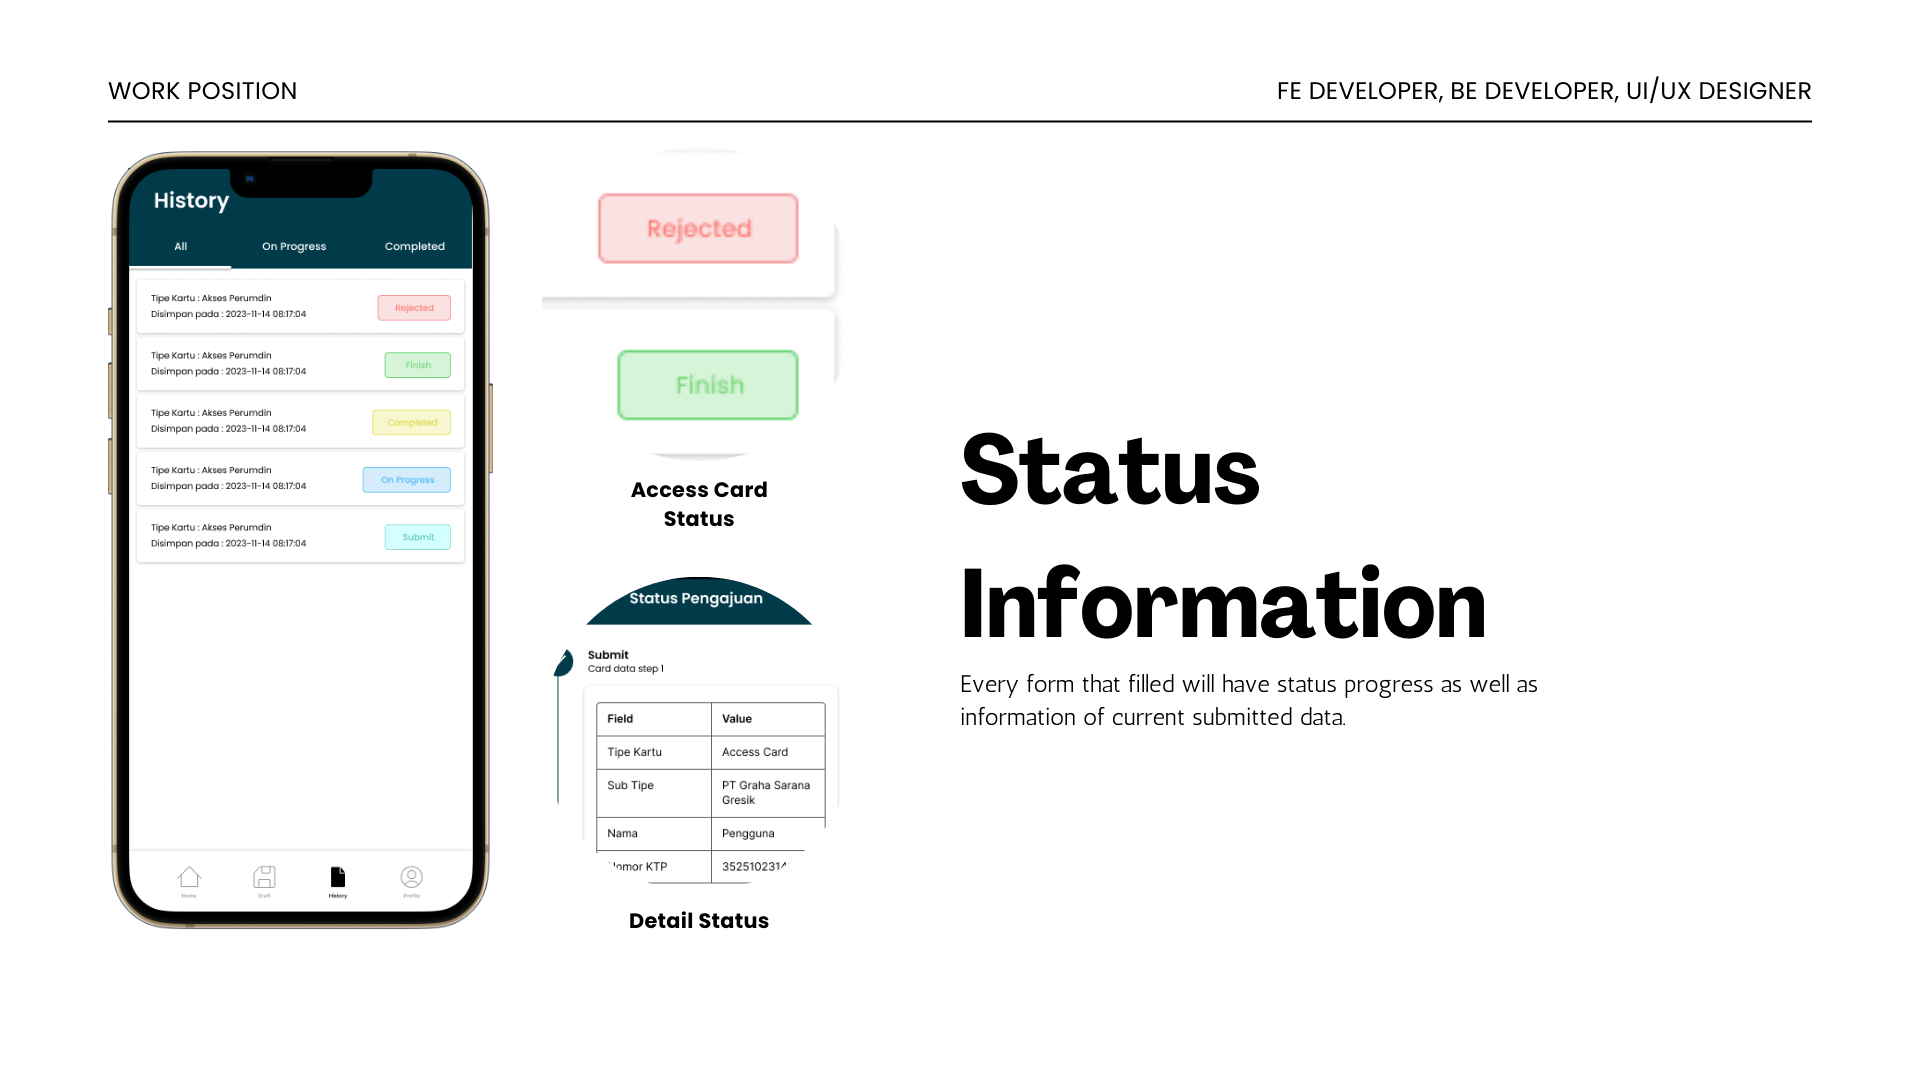 WORK POSITION
FE DEVELOPER, BE DEVELOPER, UI/UX DESIGNER
History
All
On Progress
Completed
Tipe Kartu : Akses Perumdin
Disimpan pada : 2023-11-14 08:17:04
Rejected
Tipe Kartu : Akses Perumdin
Disimpan pada : 2023-11-14 08:17:04
Finish
Tipe Kartu : Akses Perumdin
Disimpan pada : 2023-11-14 08:17:04
Completed
Tipe Kartu : Akses Perumdin
Disimpan pada : 2023-11-14 08:17:04
On Progress
Tipe Kartu : Akses Perumdin
Disimpan pada : 2023-11-14 08:17:04
Submit
Home
Draft
History
Profile
Rejected
Finish
Access Card
Status
Status Pengajuan
Submit
Card data step 1
Field Value
Tipe Kartu Access Card
Sub Tipe PT Graha Sarana
Gresik
Nama Pengguna
Nomor KTP 3525102314
Detail Status
Status
Information
Every form that filled will have status progress as well as
information of current submitted data.